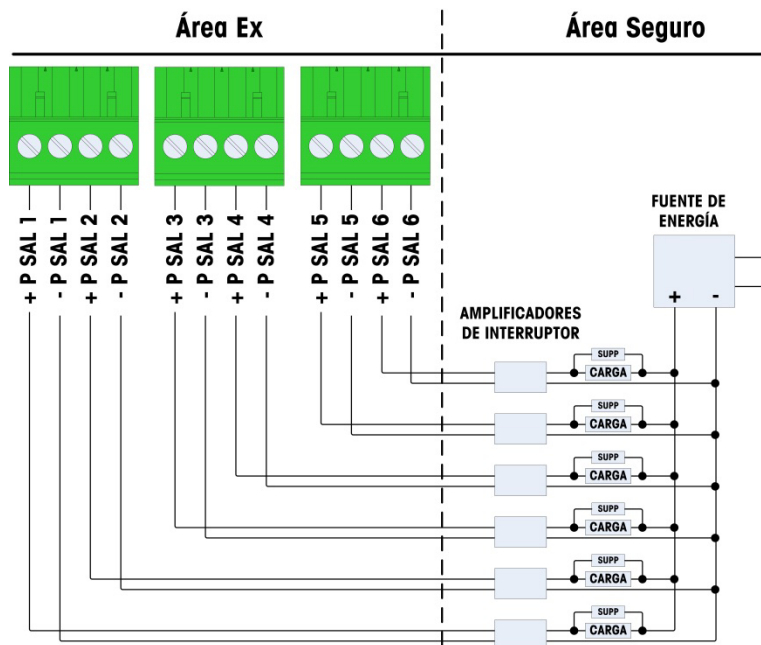 Área Ex
Área Seguro
+ P SAL 1
- P SAL 1
+ P SAL 2
- P SAL 2
+ P SAL 3
- P SAL 3
+ P SAL 4
- P SAL 4
+ P SAL 5
- P SAL 5
+ P SAL 6
- P SAL 6
FUENTE DE
ENERGÍA
+ -
AMPLIFICADORES
DE INTERRUPTOR
SUPP
CARGA
SUPP
CARGA
SUPP
CARGA
SUPP
CARGA
SUPP
CARGA
SUPP
CARGA